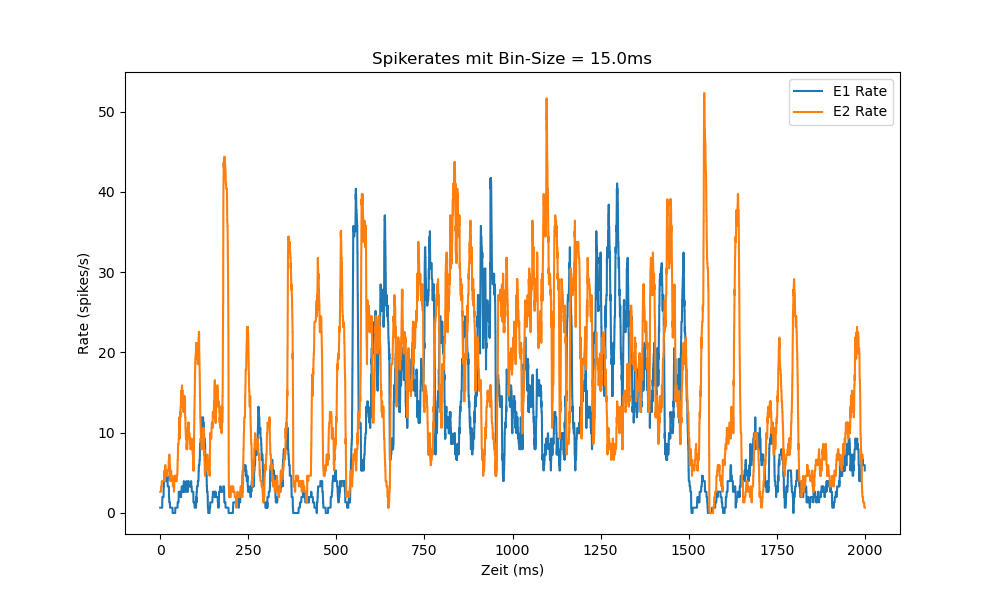 Spikerates mit Bin-Size = 15.0ms
E1 Rate
E2 Rate
Rate (spikes/s)
50
40
30
20
10
0
0 250 500 750 1000 1250 1500 1750 2000
Zeit (ms)